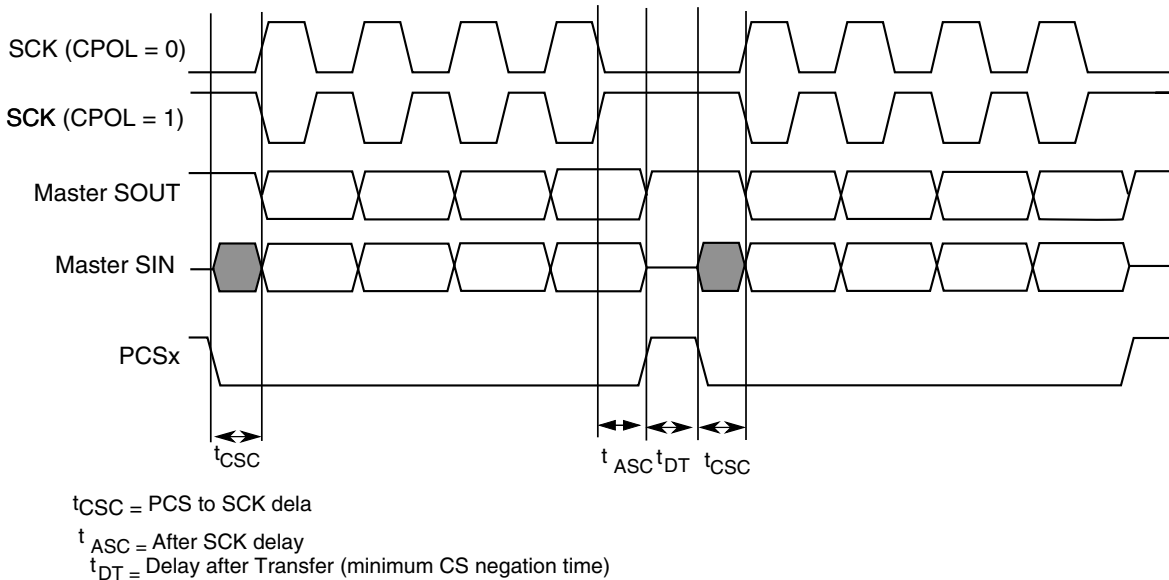 SCK (CPOL = 0)
SCK (CPOL = 1)
Master SOUT
Master SIN
PCSx
tCSC
t ASC
tDT
tCSC
tCSC = PCS to SCK dela
t ASC = After SCK delay
tDT = Delay after Transfer (minimum CS negation time)